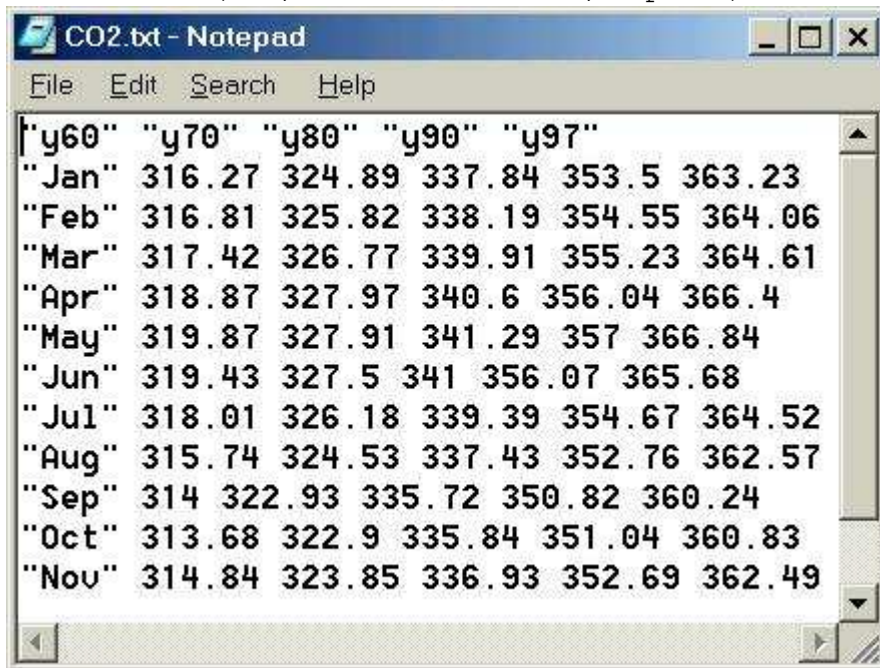 CO2.txt - Notepad
File Edit Search Help
"y60" "y70" "y80" "y90" "y97"
"Jan" 316.27 324.89 337.84 353.5 363.23
"Feb" 316.81 325.82 338.19 354.55 364.06
"Mar" 317.42 326.77 339.91 355.23 364.61
"Apr" 318.87 327.97 340.6 356.04 366.4
"May" 319.87 327.91 341.29 357 366.84
"Jun" 319.43 327.5 341 356.07 365.68
"Jul" 318.01 326.18 339.39 354.67 364.52
"Aug" 315.74 324.53 337.43 352.76 362.57
"Sep" 314 322.93 335.72 350.82 360.24
"Oct" 313.68 322.9 335.84 351.04 360.83
"Nov" 314.84 323.85 336.93 352.69 362.49